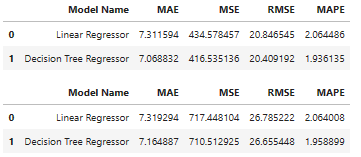 Model Name MAE MSE RMSE MAPE
0 Linear Regressor 7.311594 434.578457 20.846545 2.064486
1 Decision Tree Regressor 7.068832 416.535136 20.409192 1.936135
Model Name MAE MSE RMSE MAPE
0 Linear Regressor 7.319294 717.448104 26.785222 2.064008
1 Decision Tree Regressor 7.164887 710.512925 26.655448 1.958899